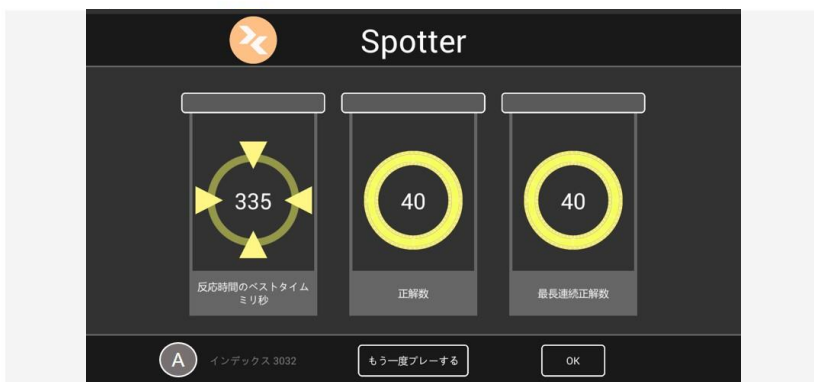 Spotter
335
反応時間のベストタイム
ミリ秒
40
正解数
40
最長連続正解数
A
インデックス 3032
もう一度プレーする
OK